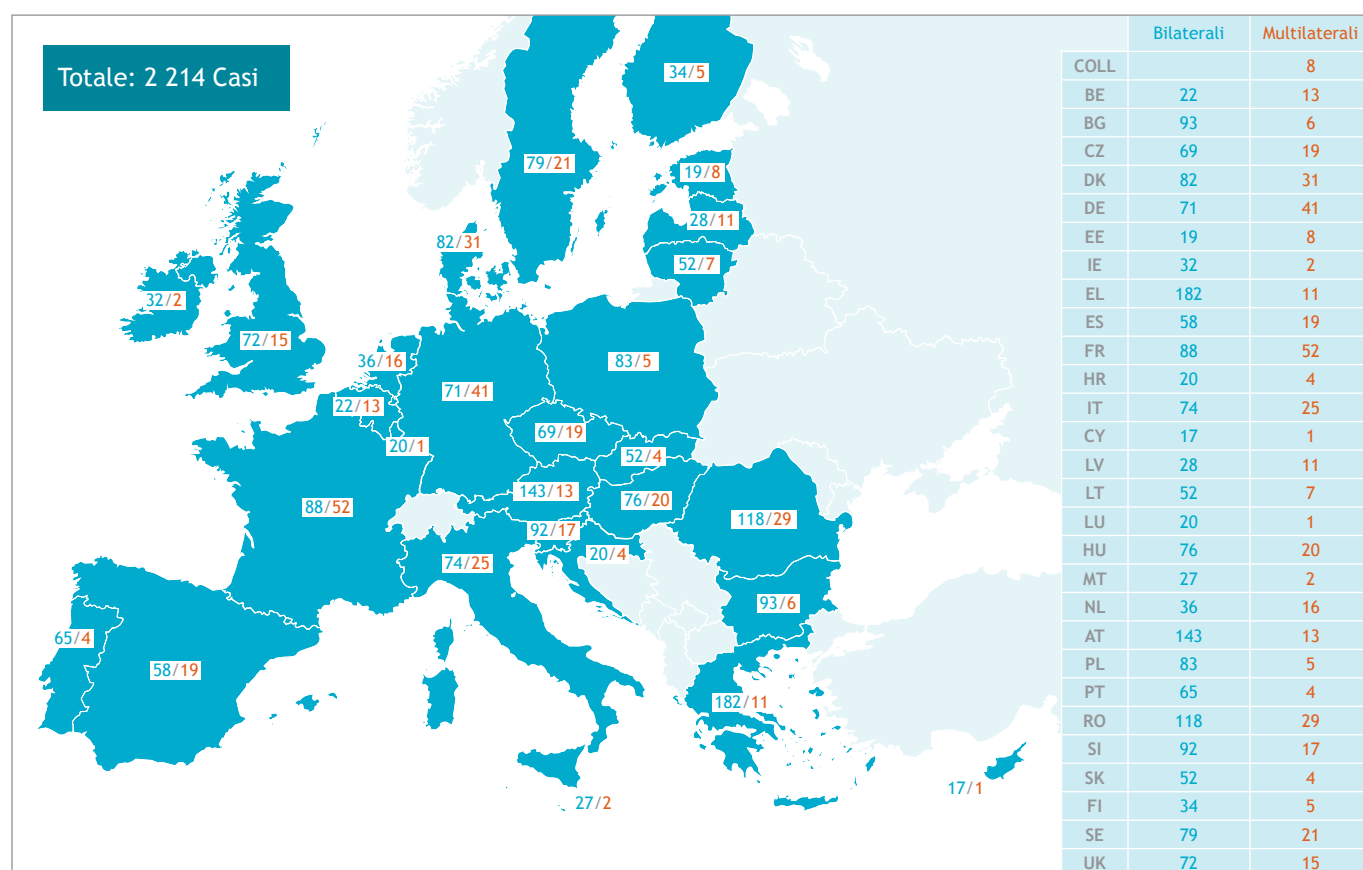 Totale: 2 214 Casi
34/5
79/21
19/8
28/11
82/31
52/7
32/2
72/15
36/16
83/5
71/41
22/13
20/1
69/19
52/4
143/13
76/20
88/52
118/29
92/17
20/4
74/25
93/6
65/4
58/19
182/11
17/1
27/2
Bilaterali Multilaterali
COLL 8
BE 22 13
BG 93 6
CZ 69 19
DK 82 31
DE 71 41
EE 19 8
IE 32 2
EL 182 11
ES 58 19
FR 88 52
HR 20 4
IT 74 25
CY 17 1
LV 28 11
LT 52 7
LU 20 1
HU 76 20
MT 27 2
NL 36 16
AT 143 13
PL 83 5
PT 65 4
RO 118 29
SI 92 17
SK 52 4
FI 34 5
SE 79 21
UK 72 15